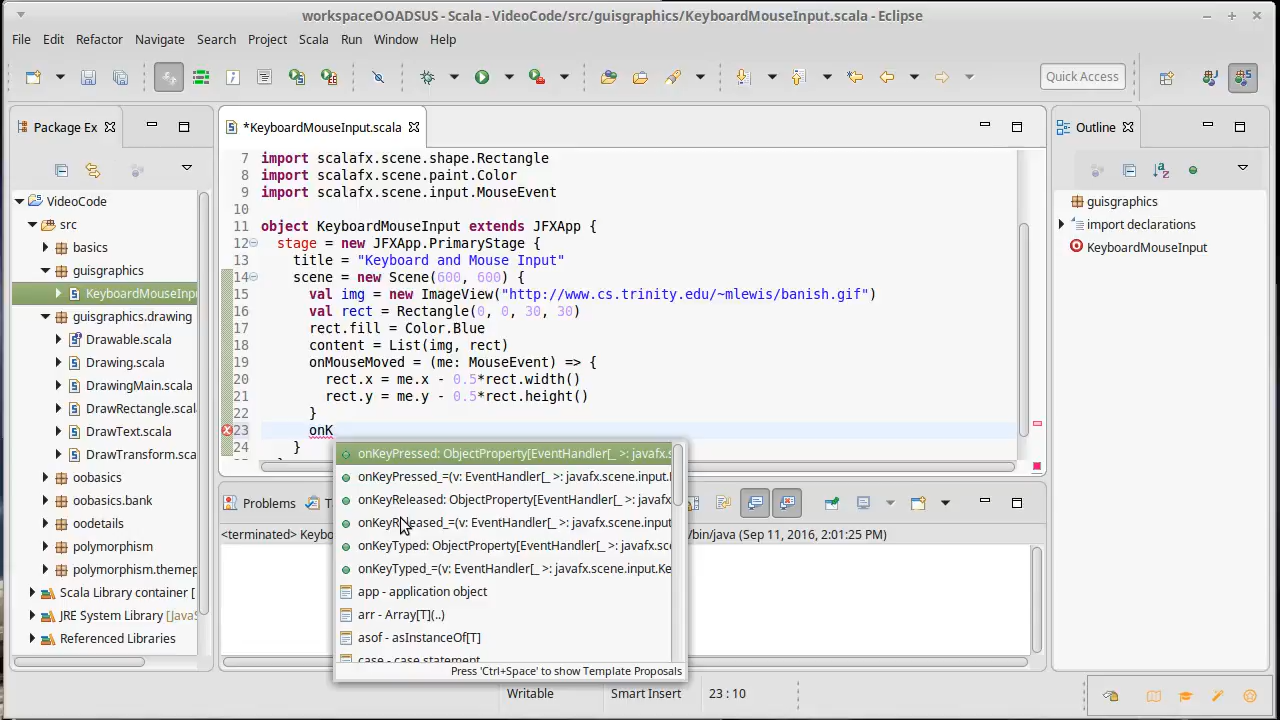 workspaceOOADSUS - Scala - VideoCode/src/guisgraphics/KeyboardMouseInput.scala - Eclipse
File Edit Refactor Navigate Search Project Scala Run Window Help
Quick Access
Package Ex
*KeyboardMouseInput.scala
Outline
VideoCode
src
basics
guisgraphics
KeyboardMouseInp
guisgraphics.drawing
Drawable.scala
Drawing.scala
DrawingMain.scala
DrawRectangle.scal
DrawText.scala
DrawTransform.sca
oobasics
oobasics.bank
oodetails
polymorphism
polymorphism.themep
Scala Library container [
JRE System Library [JavaS
Referenced Libraries
7 import scalafx.scene.shape.Rectangle
8 import scalafx.scene.paint.Color
9 import scalafx.scene.input.MouseEvent
10
11 object KeyboardMouseInput extends JFXApp {
12 stage = new JFXApp.PrimaryStage {
13 title = "Keyboard and Mouse Input"
14 scene = new Scene(600, 600) {
15 val img = new ImageView("http://www.cs.trinity.edu/~mlewis/banish.gif")
16 val rect = Rectangle(0, 0, 30, 30)
17 rect.fill = Color.Blue
18 content = List(img, rect)
19 onMouseMoved = (me: MouseEvent) => {
20 rect.x = me.x - 0.5*rect.width()
21 rect.y = me.y - 0.5*rect.height()
22 }
23 onK
24 }
onKeyPressed: ObjectProperty[EventHandler[_ >: javafx.s
onKeyPressed_=(v: EventHandler[_ >: javafx.scene.input.
onKeyReleased: ObjectProperty[EventHandler[_ >: javafx
onKeyReleased_=(v: EventHandler[_ >: javafx.scene.input
onKeyTyped: ObjectProperty[EventHandler[_ >: javafx.sc
onKeyTyped_=(v: EventHandler[_ >: javafx.scene.input.Ke
app - application object
arr - Array[T](..)
asof - asInstanceOf[T]
case - case statement
Press 'Ctrl+Space' to show Template Proposals
Problems
<terminated> Keybo
/bin/java (Sep 11, 2016, 2:01:25 PM)
guisgraphics
import declarations
KeyboardMouseInput
Writable
Smart Insert
23 : 10